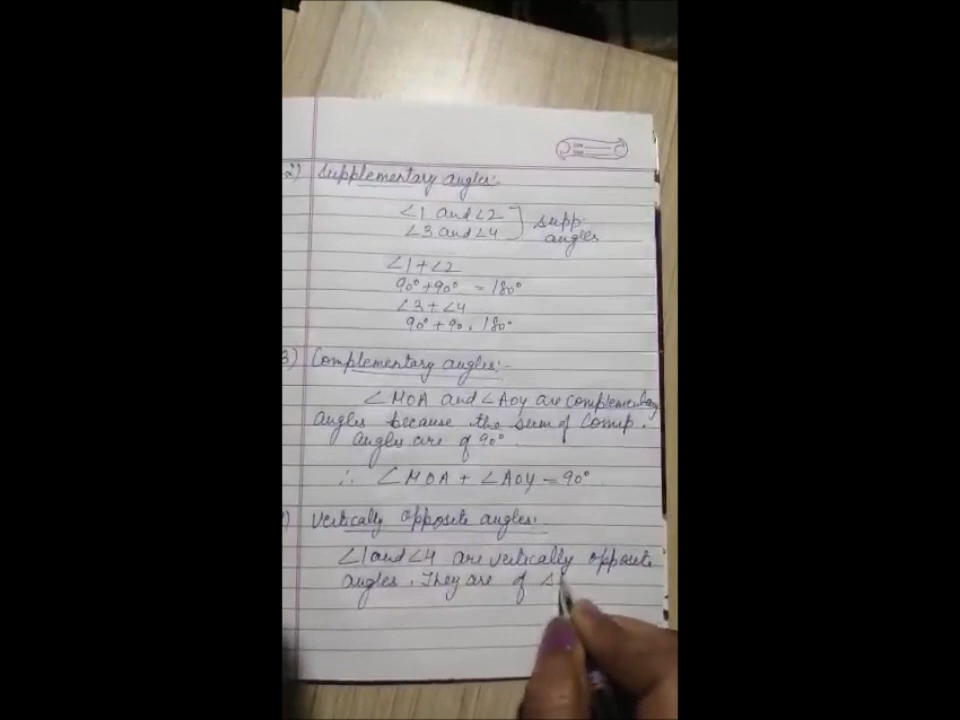 2) Supplementary angles:-
∠1 and ∠2 ] supp.
∠3 and ∠4 angles
∠1 + ∠2
90° + 90° = 180°
∠3 + ∠4
90° + 90 . 180°
3) Complementary angles:-
∠MOA and ∠AOY are complementary
angles because the sum of Comp.
angles are of 90°.
∴ ∠MOA + ∠AOY = 90°
Vertically opposite angles:
∠1 and ∠4 are vertically opposite
angles. They are of